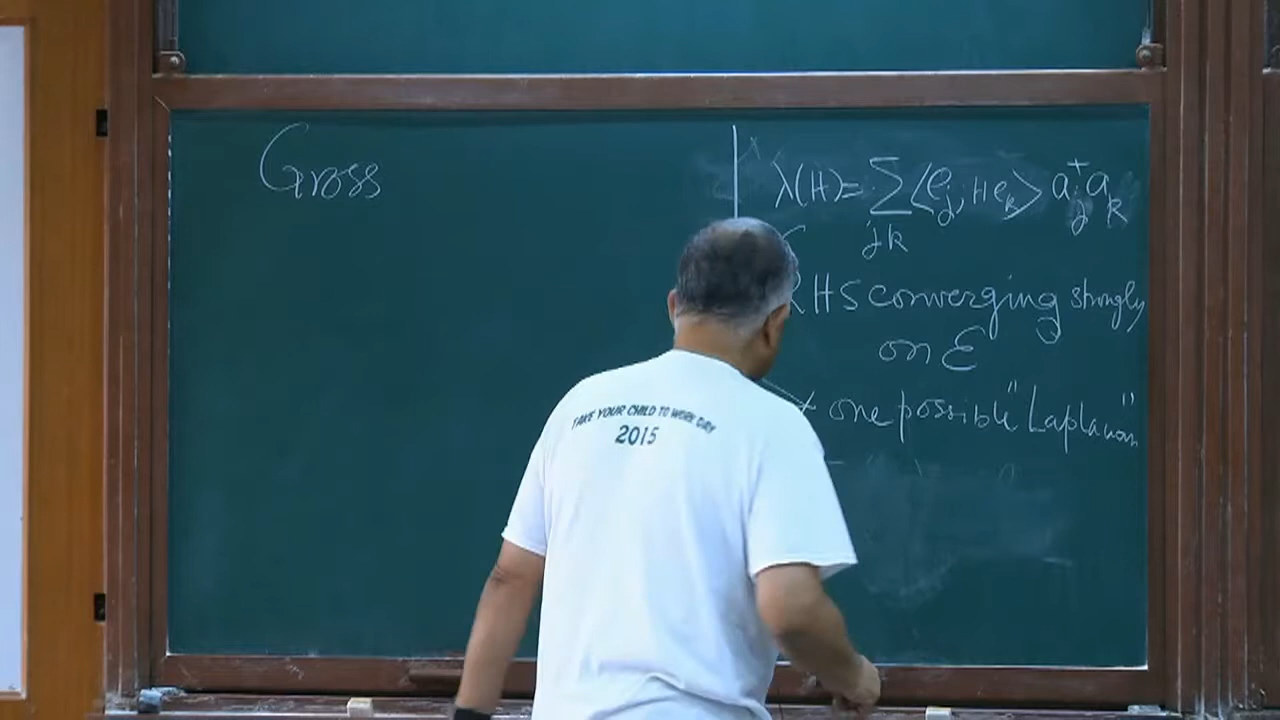 Gross
λ(H) = ∑ ⟨e_j, H e_k⟩ a_j^† a_k
jk
RHS converging strongly
on ℰ
one possible "Laplacian"
TAKE YOUR CHILD TO WORK DAY
2015